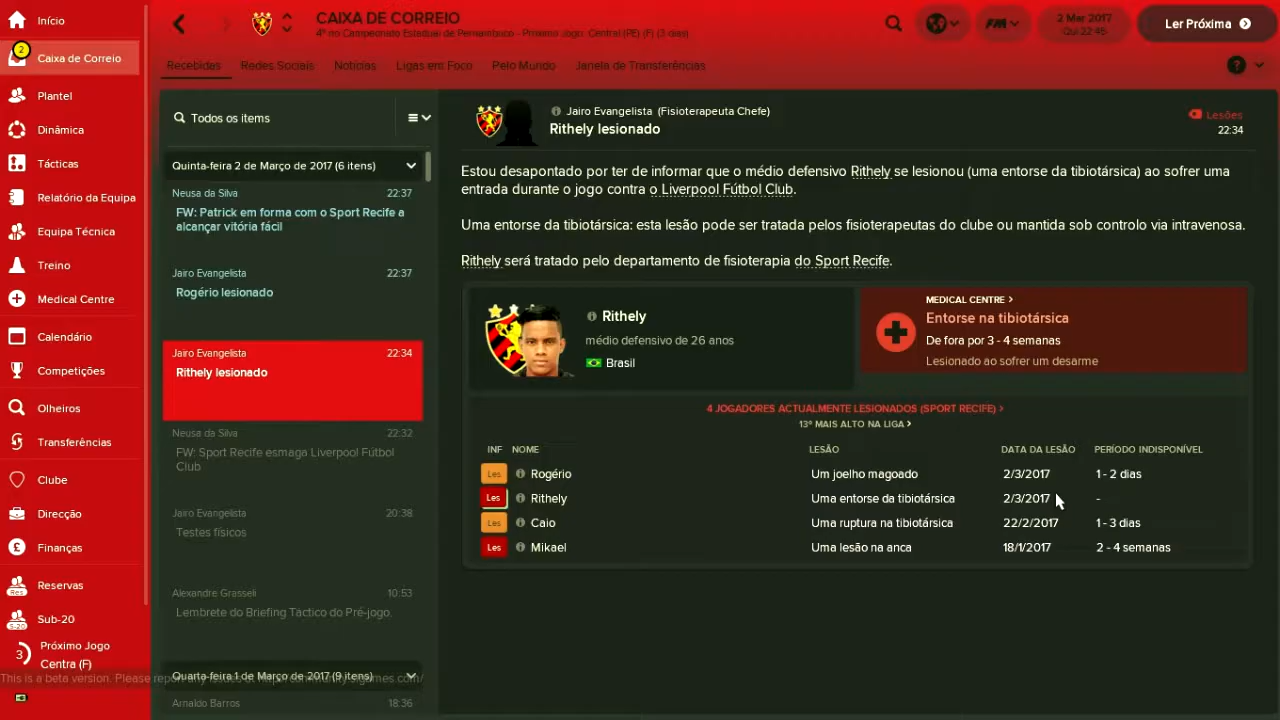 Início
2
Caixa de Correio
Plantel
Dinâmica
Tácticas
Relatório da Equipa
Equipa Técnica
Treino
Medical Centre
Calendário
Competições
Olheiros
Transferências
Clube
Direcção
Finanças
Res
Reservas
S-20
Sub-20
3
Próximo Jogo
Centra (F)
CAIXA DE CORREIO
4º no Campeonato Estadual de Pernambuco - Próximo Jogo: Central (PE) (F) (3 dias)
FM
2 Mar 2017
Qui 22:45
Ler Próxima
Recebidas
Redes Sociais
Notícias
Ligas em Foco
Pelo Mundo
Janela de Transferências
?
Todos os items
Quinta-feira 2 de Março de 2017 (6 itens)
Neusa da Silva 22:37
FW: Patrick em forma com o Sport Recife a
alcançar vitória fácil
Jairo Evangelista 22:37
Rogério lesionado
Jairo Evangelista 22:34
Rithely lesionado
Neusa da Silva 22:32
FW: Sport Recife esmaga Liverpool Fútbol
Club
Jairo Evangelista 20:38
Testes físicos
Alexandre Grasseli 10:53
Lembrete do Briefing Táctico do Pré-jogo.
Quarta-feira 1 de Março de 2017 (9 itens)
This is a beta version. Please report any issues at
Arnaldo Barros 18:36
Jairo Evangelista (Fisioterapeuta Chefe)
Rithely lesionado
Lesões
22:34
Estou desapontado por ter de informar que o médio defensivo Rithely se lesionou (uma entorse da tibiotársica) ao sofrer uma
entrada durante o jogo contra o Liverpool Fútbol Club.
Uma entorse da tibiotársica: esta lesão pode ser tratada pelos fisioterapeutas do clube ou mantida sob controlo via intravenosa.
Rithely será tratado pelo departamento de fisioterapia do Sport Recife.
Rithely
médio defensivo de 26 anos
Brasil
MEDICAL CENTRE >
Entorse na tibiotársica
De fora por 3 - 4 semanas
Lesionado ao sofrer um desarme
4 JOGADORES ACTUALMENTE LESIONADOS (SPORT RECIFE) >
13º MAIS ALTO NA LIGA >
INF NOME LESÃO DATA DA LESÃO PERÍODO INDISPONÍVEL
Les Rogério Um joelho magoado 2/3/2017 1 - 2 dias
Les Rithely Uma entorse da tibiotársica 2/3/2017 -
Les Caio Uma ruptura na tibiotársica 22/2/2017 1 - 3 dias
Les Mikael Uma lesão na anca 18/1/2017 2 - 4 semanas